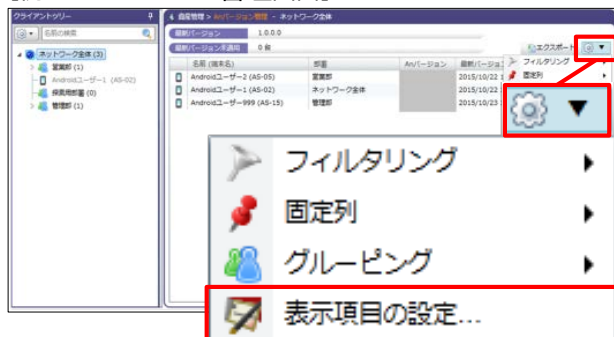 クライアントツリー
名前の検索
ネットワーク全体 (3)
営業部 (1)
Androidユーザー1 (AS-02)
検索用部署 (0)
管理部 (1)
資産管理 > Anバージョン管理 - ネットワーク全体
最新バージョン 1.0.0.0
最新バージョン未適用 0 台
エクスポート
名前 (端末名) 部署 Anバージョン 最新バージョ
Androidユーザー2 (AS-05) 営業部 2015/10/22
Androidユーザー1 (AS-02) ネットワーク全体 2015/10/22
Androidユーザー999 (AS-15) 管理部 2015/10/23
フィルタリング
固定列
フィルタリング
固定列
グルーピング
表示項目の設定...